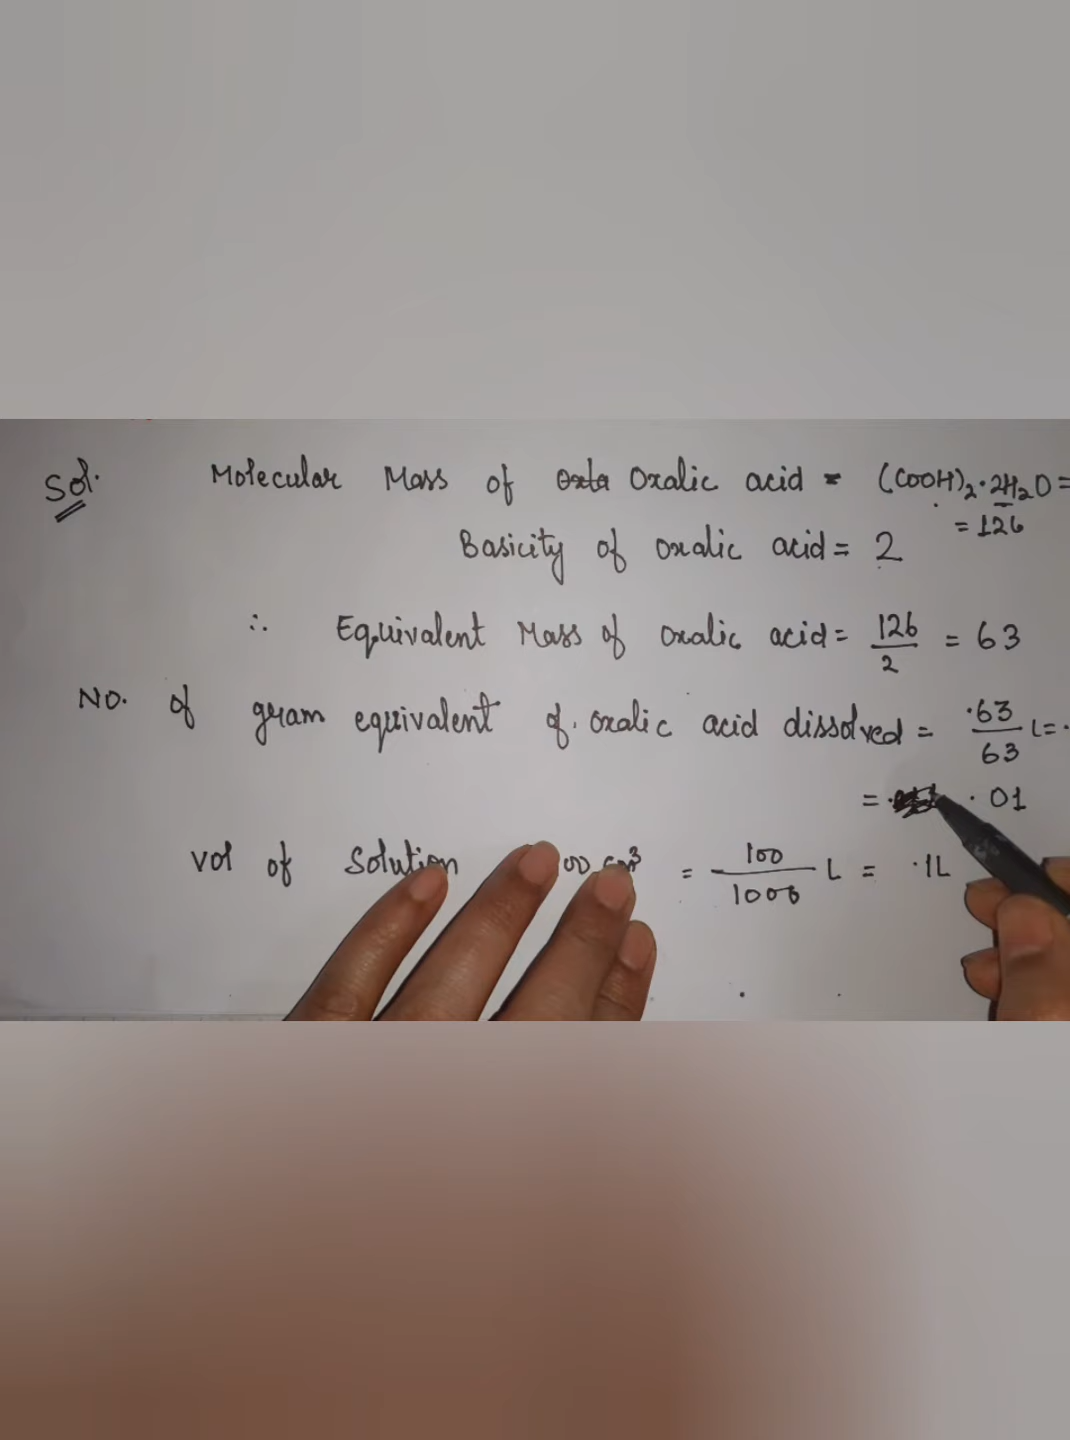 Sol.
Molecular Mass of Oxalic acid = (COOH)₂·2H₂O =
= 126
Basicity of oxalic acid = 2
∴ Equivalent Mass of oxalic acid = 126/2 = 63
No. of gram equivalent of oxalic acid dissolved = .63/63 L = .
= .01
Vol of Solution = 100/1000 L = .1L